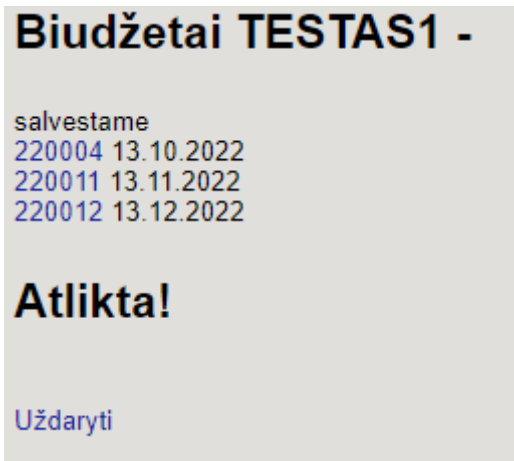 Biudžetai TESTAS1 -
salvestame
220004 13.10.2022
220011 13.11.2022
220012 13.12.2022
Atlikta!
Uždaryti